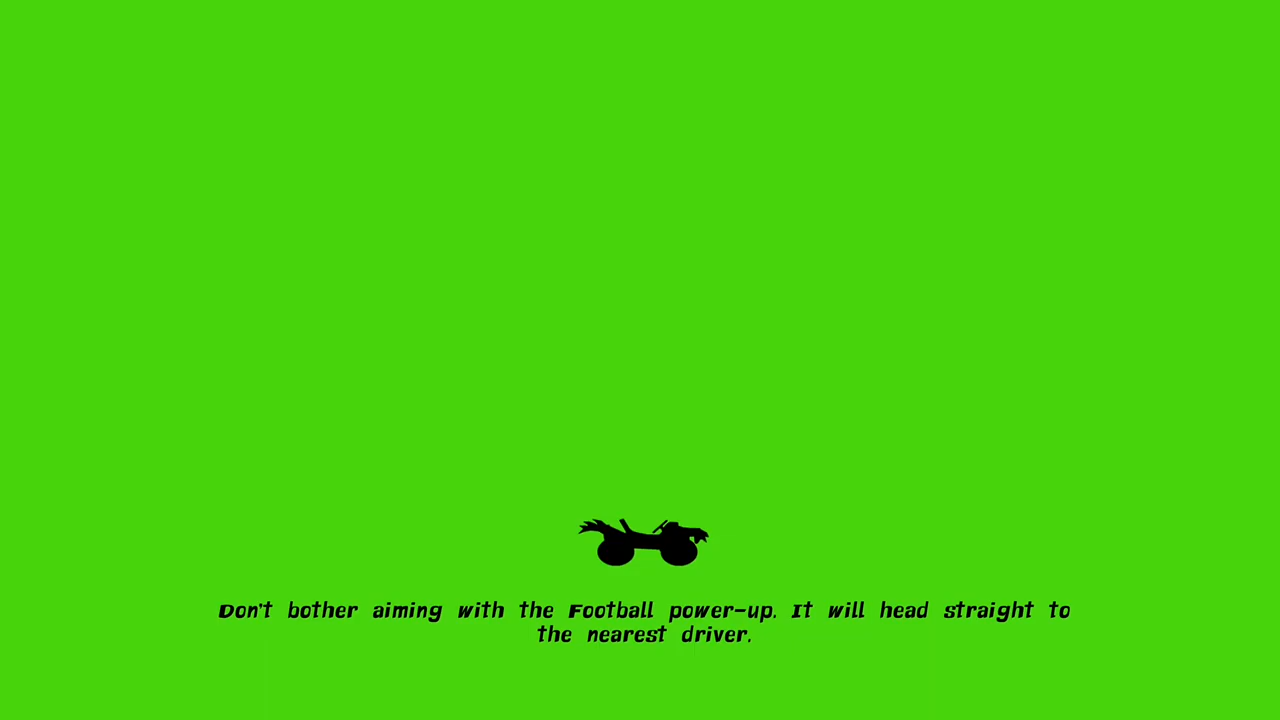 Don't bother aiming with the Football power-up. It will head straight to
the nearest driver.